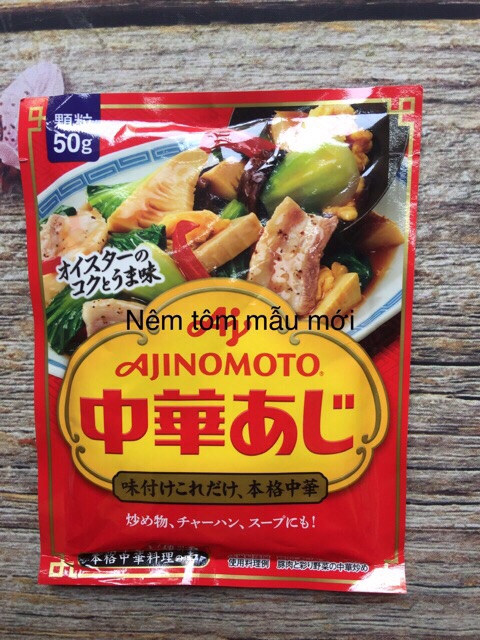 顆粒
50g
オイスターの
コクとうま味
Aj
Nêm tôm mẫu mới
AJINOMOTO®
中華あじ
味付けこれだけ、本格中華
炒め物、チャーハン、スープにも!
本格中華料理の
使用料理例 豚肉と彩り野菜の中華炒め